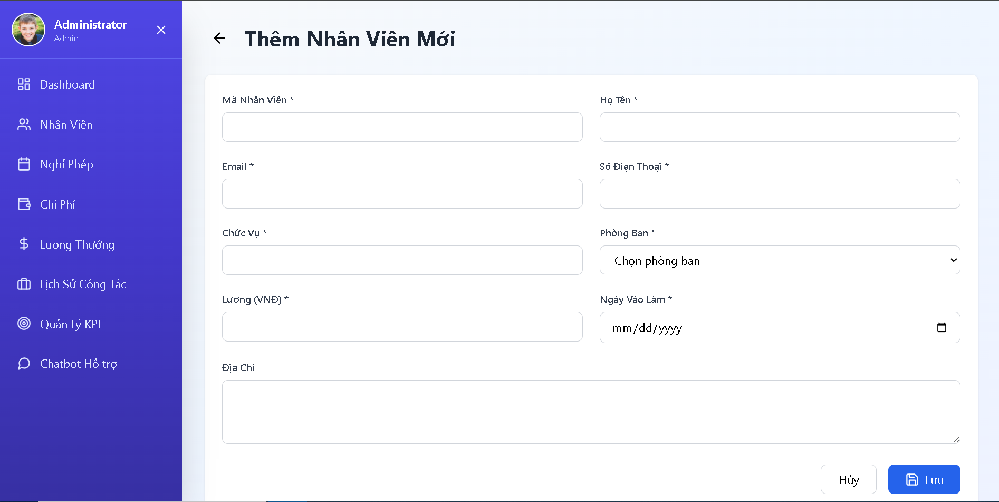 Administrator
Admin
Dashboard
Nhân Viên
Nghỉ Phép
Chi Phí
Lương Thưởng
Lịch Sử Công Tác
Quản Lý KPI
Chatbot Hỗ trợ
Thêm Nhân Viên Mới
Mã Nhân Viên *
Họ Tên *
Email *
Số Điện Thoại *
Chức Vụ *
Phòng Ban *
Chọn phòng ban
Lương (VNĐ) *
Ngày Vào Làm *
mm/dd/yyyy
Địa Chỉ
Hủy
Lưu